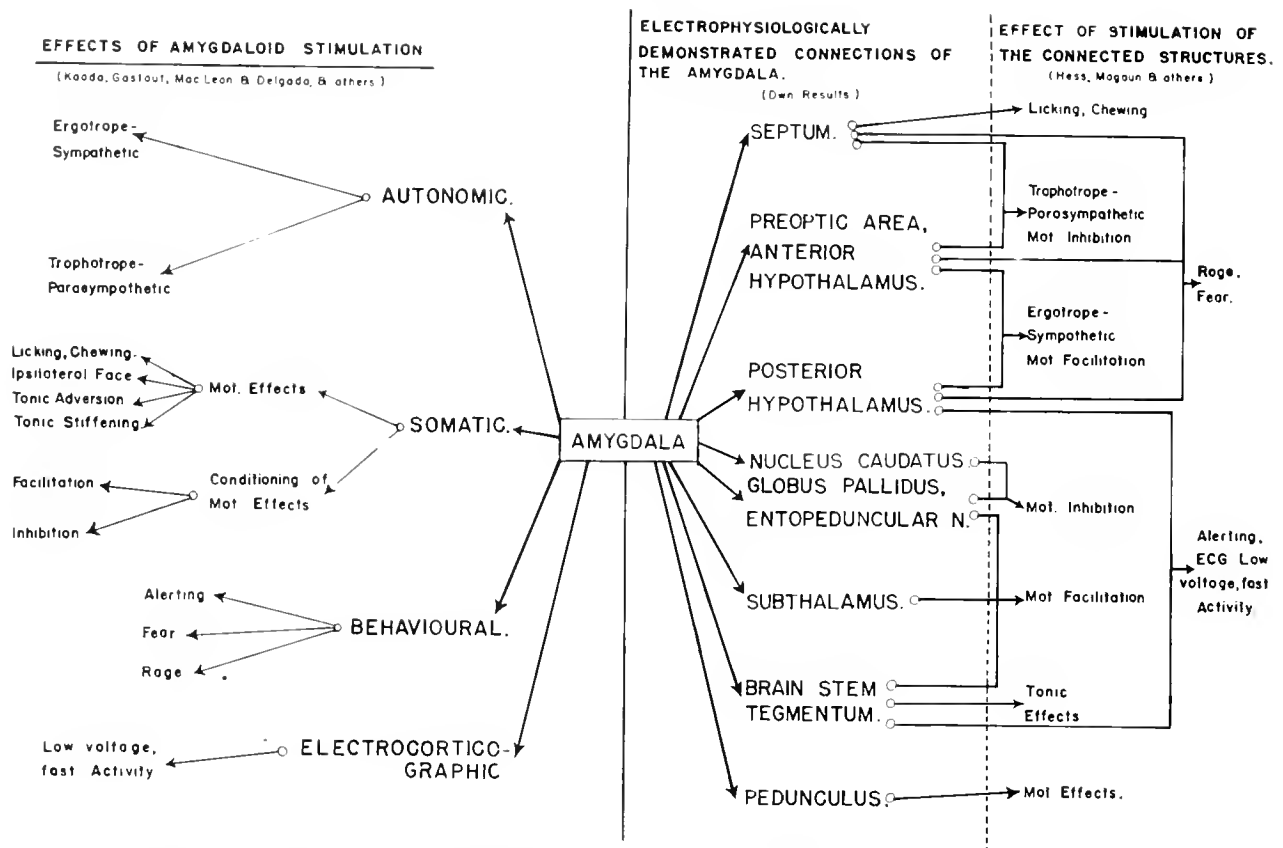 EFFECTS OF AMYGDALOID STIMULATION
(Kaada, Gastaut, Mac Lean & Delgado, & others)
Ergotrope-
Sympathetic
AUTONOMIC.
Trophotrope-
Parasympothetic
Licking, Chewing.
Ipsilaterol Face
Tonic Adversion
Tonic Stiffening
Mot. Effects
SOMATIC.
Conditioning of
Mot Effects
Facilitation
Inhibition
Alerting
Fear
Rage
BEHAVIOURAL.
Low voltage,
fast Activity
ELECTROCORTICO-
GRAPHIC
AMYGDALA
ELECTROPHYSIOLOGICALLY
DEMONSTRATED CONNECTIONS OF
THE AMYGDALA.
(Own Results)
SEPTUM.
PREOPTIC AREA,
ANTERIOR
HYPOTHALAMUS.
POSTERIOR
HYPOTHALAMUS.
NUCLEUS CAUDATUS
GLOBUS PALLIDUS,
ENTOPEDUNCULAR N.
SUBTHALAMUS.
BRAIN STEM
TEGMENTUM.
PEDUNCULUS.
EFFECT OF STIMULATION OF
THE CONNECTED STRUCTURES.
(Hess, Magoun & others)
Licking, Chewing
Trophotrope-
Porosympathetic
Mot Inhibition
Roge.
Fear.
Ergotrope-
Sympothetic
Mot Facilitation
Mot. Inhibition
Alerting,
ECG Low
voltage, fast
Activity
Mot Facilitation
Tonic
Effects
Mot Effects.